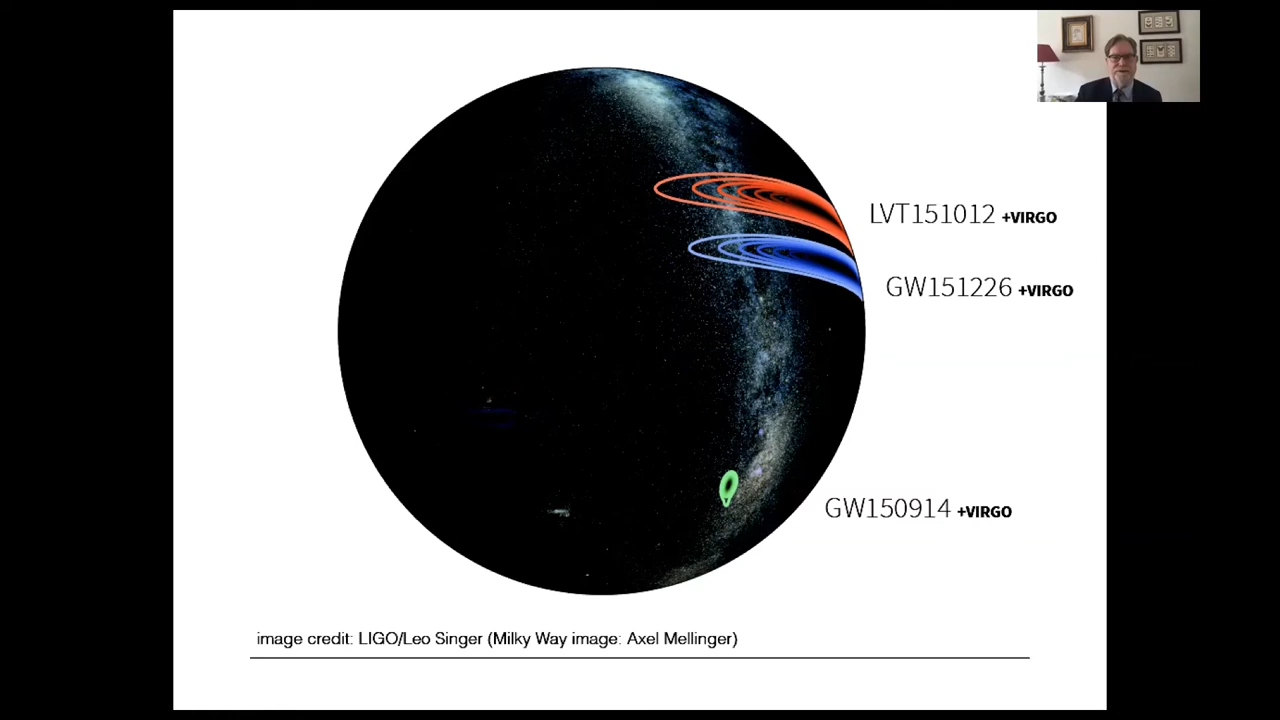 LVT151012 +VIRGO
GW151226 +VIRGO
GW150914 +VIRGO
image credit: LIGO/Leo Singer (Milky Way image: Axel Mellinger)